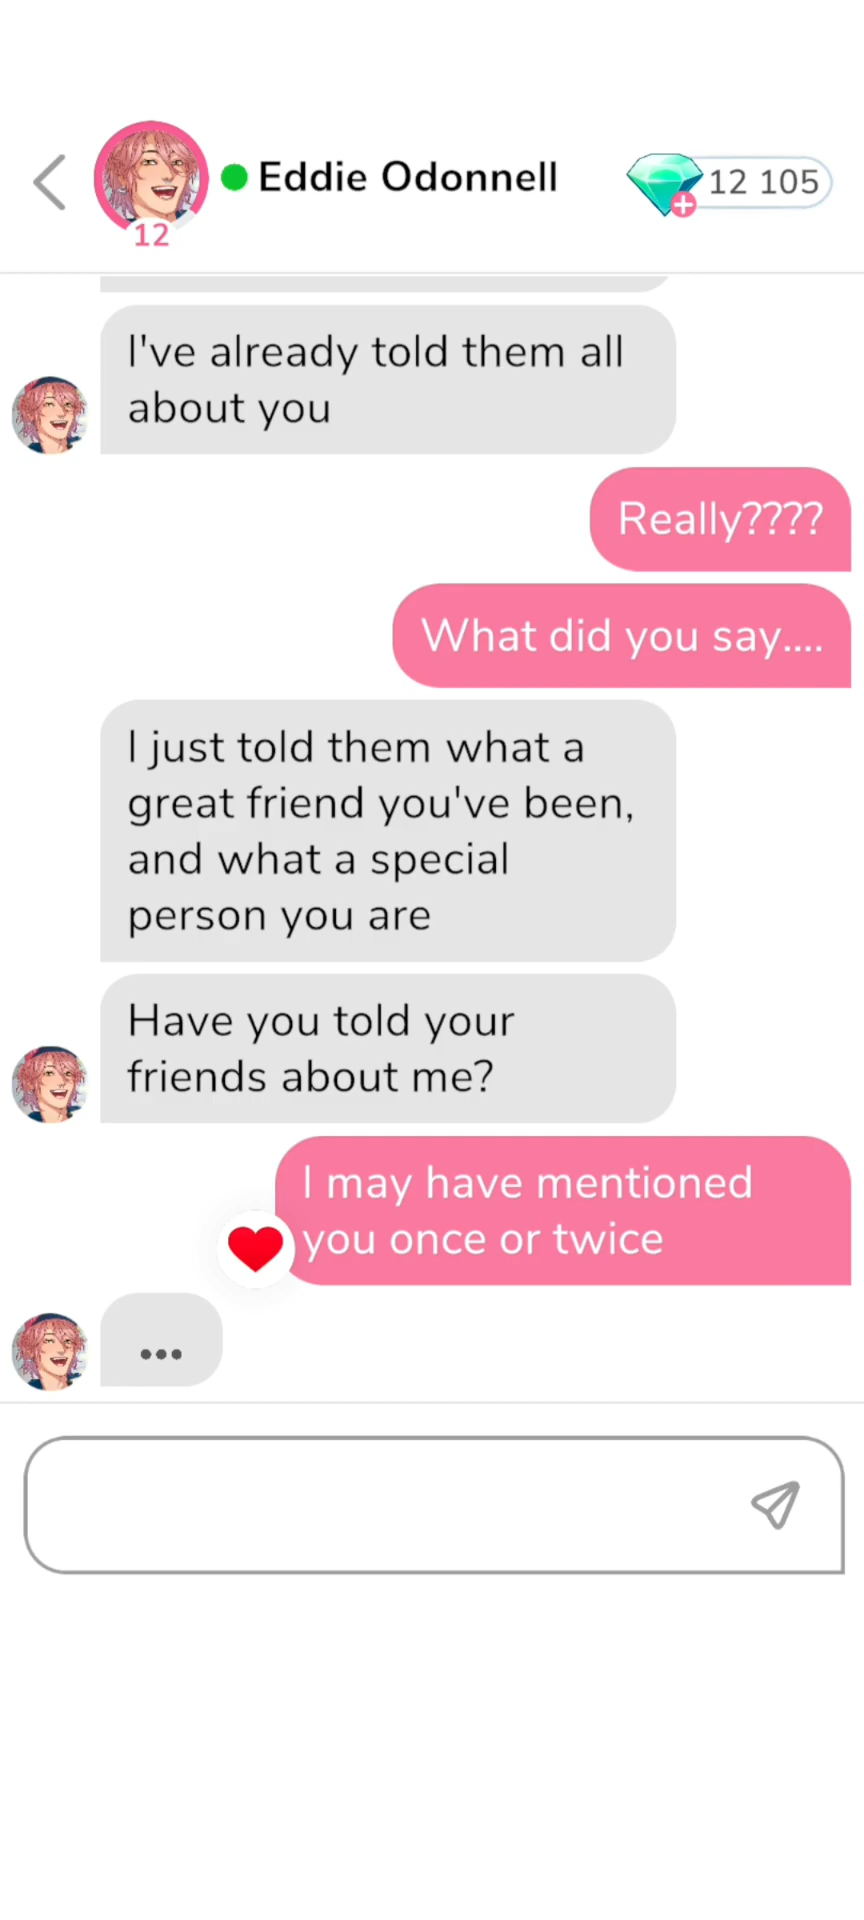 Eddie Odonnell
12 105
12
I've already told them all
about you
Really????
What did you say....
I just told them what a
great friend you've been,
and what a special
person you are
Have you told your
friends about me?
I may have mentioned
you once or twice
...